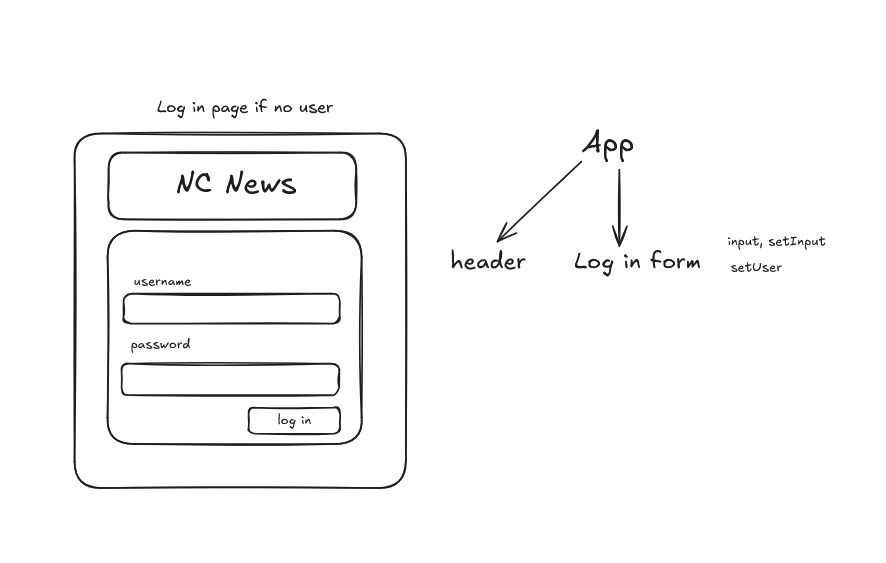 Log in page if no user
NC News
username
password
log in
App
header
Log in form
input, setInput
setUser